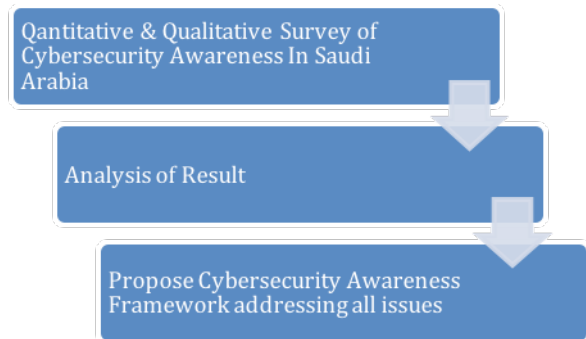 Qantitative & Qualitative Survey of
Cybersecurity Awareness In Saudi
Arabia
Analysis of Result
Propose Cybersecurity Awareness
Framework addressing all issues